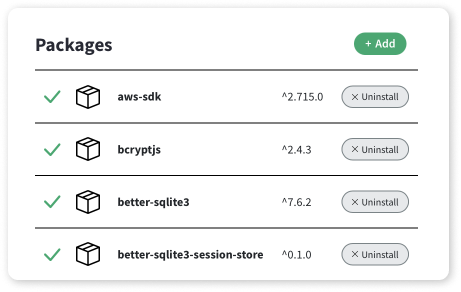 Packages
+ Add
aws-sdk ^2.715.0 × Uninstall
bcryptjs ^2.4.3 × Uninstall
better-sqlite3 ^7.6.2 × Uninstall
better-sqlite3-session-store ^0.1.0 × Uninstall